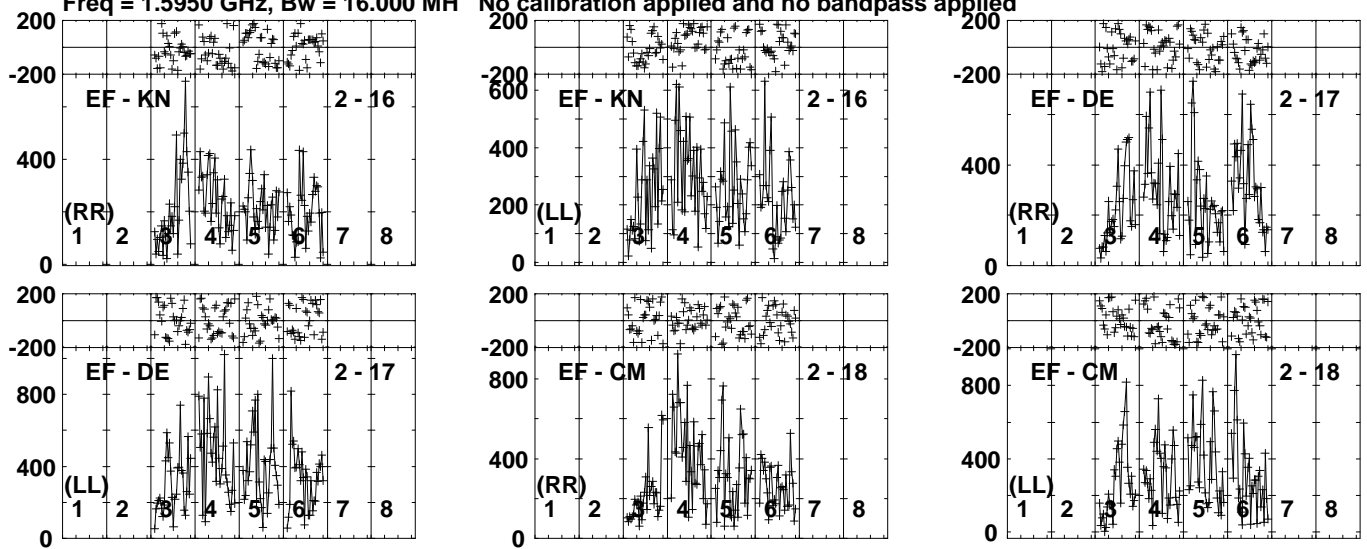 Freq = 1.5950 GHz, Bw = 16.000 MH No calibration applied and no bandpass applied
200 200 200
-200 -200 -200
EF - KN 2 - 16 600 EF - KN 2 - 16 EF - DE 2 - 17
400 400 400
200
(RR) (LL) (RR)
1 2 3 4 5 6 7 8 1 2 3 4 5 6 7 8 1 2 3 4 5 6 7 8
0 0 0
200 200 200
-200 -200 -200
EF - DE 2 - 17 EF - CM 2 - 18 EF - CM 2 - 18
800 800 800
400 400 400
(LL) (RR) (LL)
1 2 3 4 5 6 7 8 1 2 3 4 5 6 7 8 1 2 3 4 5 6 7 8
0 0 0